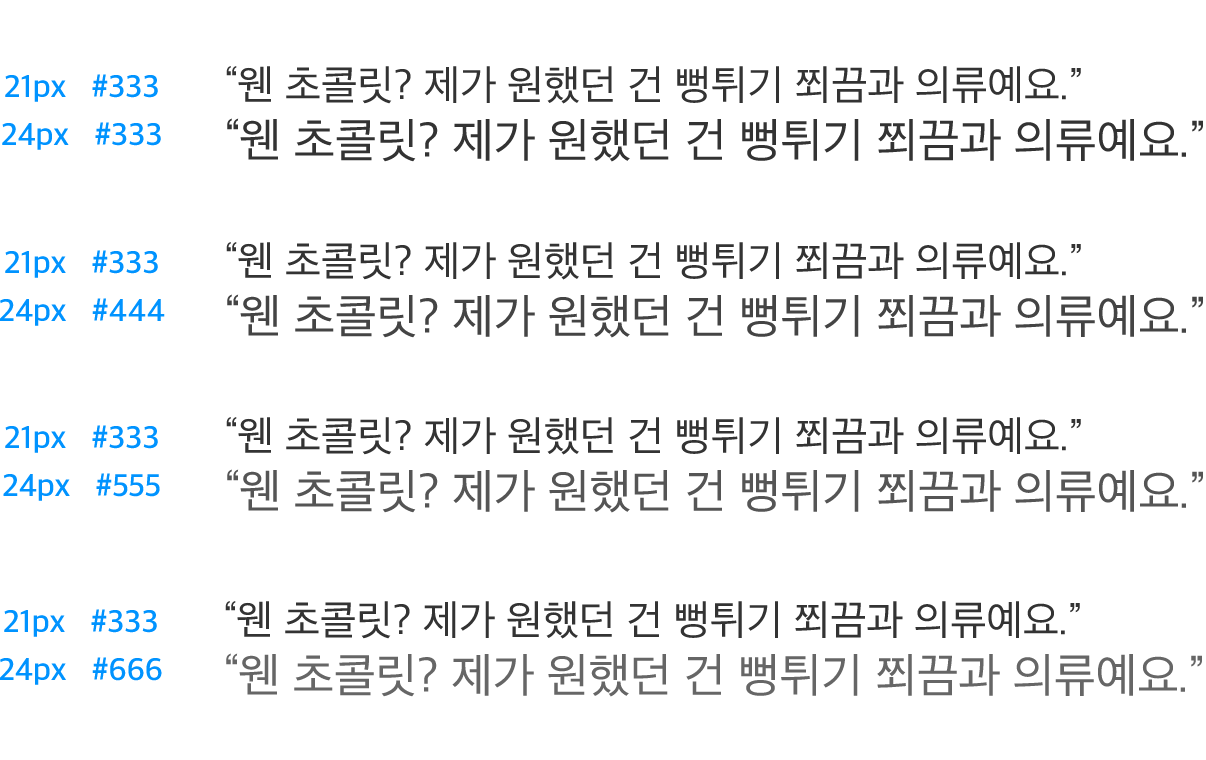 21px #333 “웬 초콜릿? 제가 원했던 건 뻥튀기 쬐끔과 의류예요.”
24px #333 “웬 초콜릿? 제가 원했던 건 뻥튀기 쬐끔과 의류예요.”
21px #333 “웬 초콜릿? 제가 원했던 건 뻥튀기 쬐끔과 의류예요.”
24px #444 “웬 초콜릿? 제가 원했던 건 뻥튀기 쬐끔과 의류예요.”
21px #333 “웬 초콜릿? 제가 원했던 건 뻥튀기 쬐끔과 의류예요.”
24px #555 “웬 초콜릿? 제가 원했던 건 뻥튀기 쬐끔과 의류예요.”
21px #333 “웬 초콜릿? 제가 원했던 건 뻥튀기 쬐끔과 의류예요.”
24px #666 “웬 초콜릿? 제가 원했던 건 뻥튀기 쬐끔과 의류예요.”